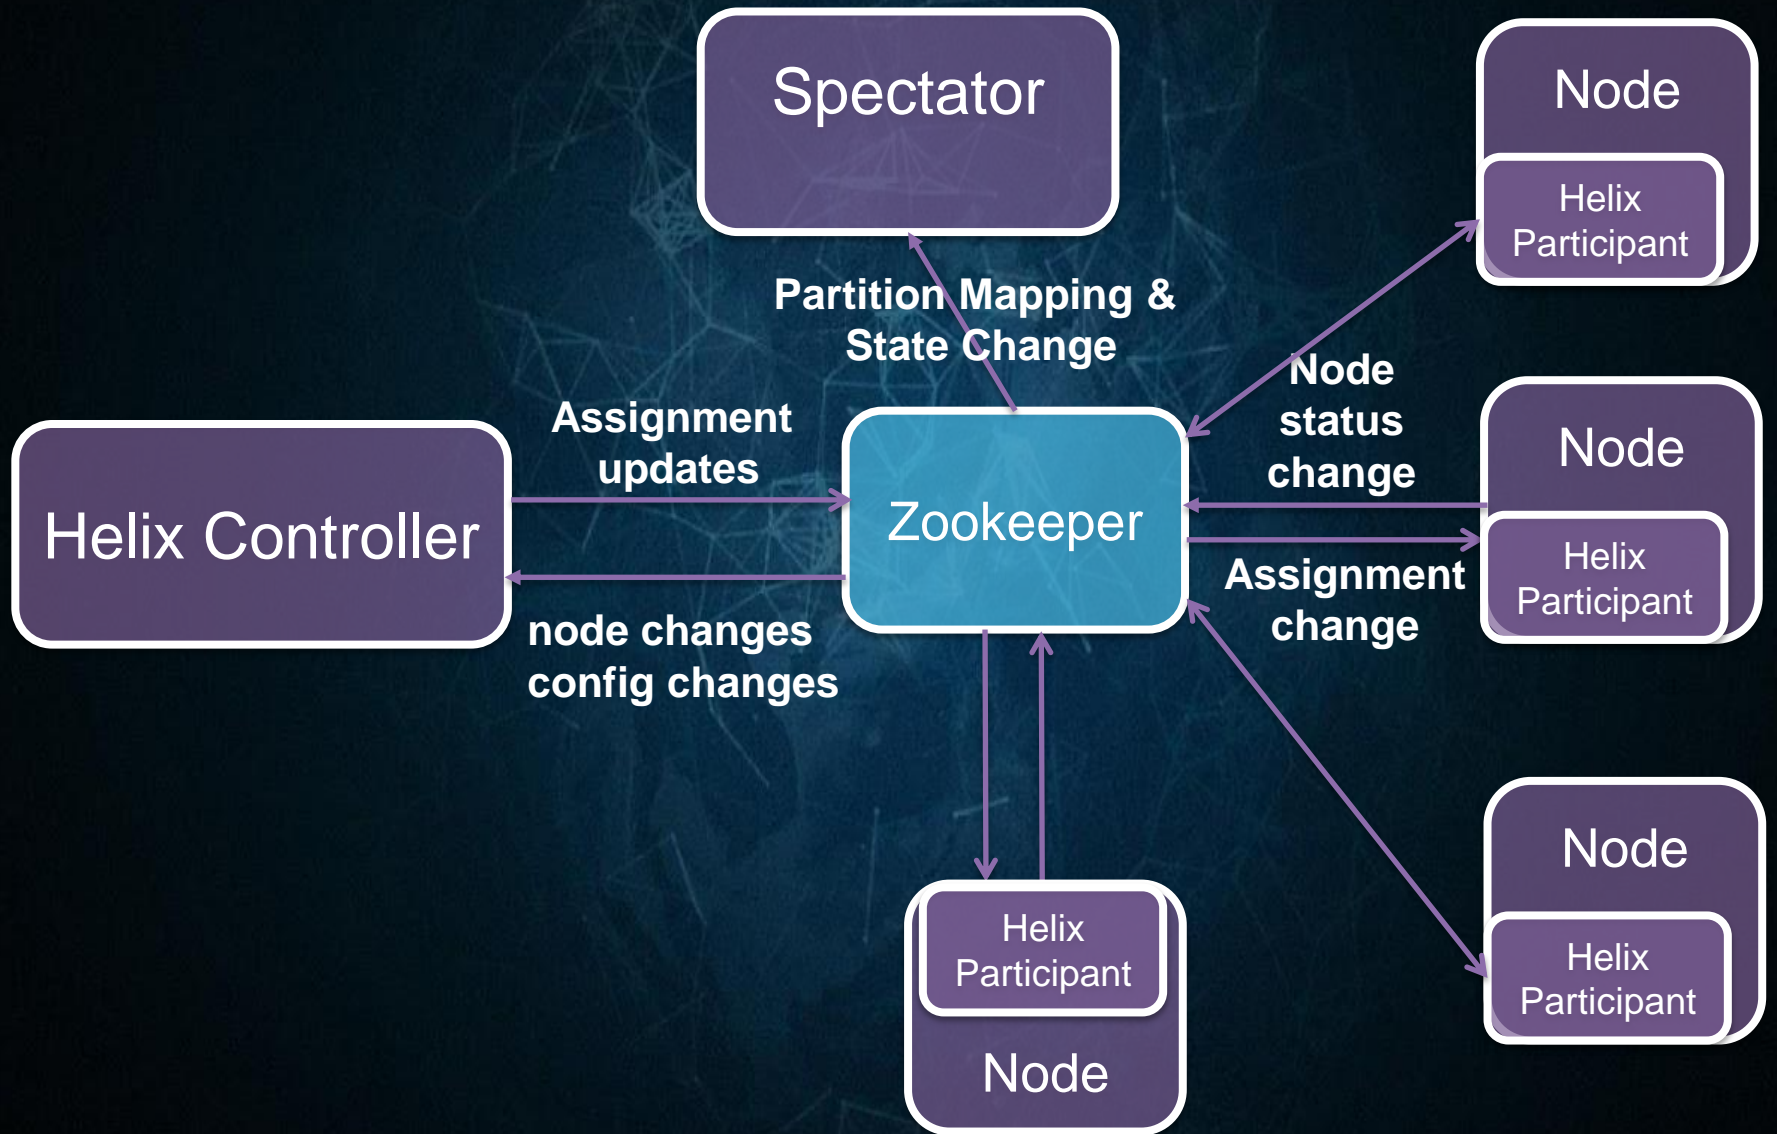 Spectator
Node
Helix
Participant
Partition Mapping &
State Change
Node
status
change
Assignment
updates
Node
Helix Controller
Zookeeper
Helix
Participant
Assignment
change
node changes
config changes
Node
Helix
Participant
Helix
Participant
Node